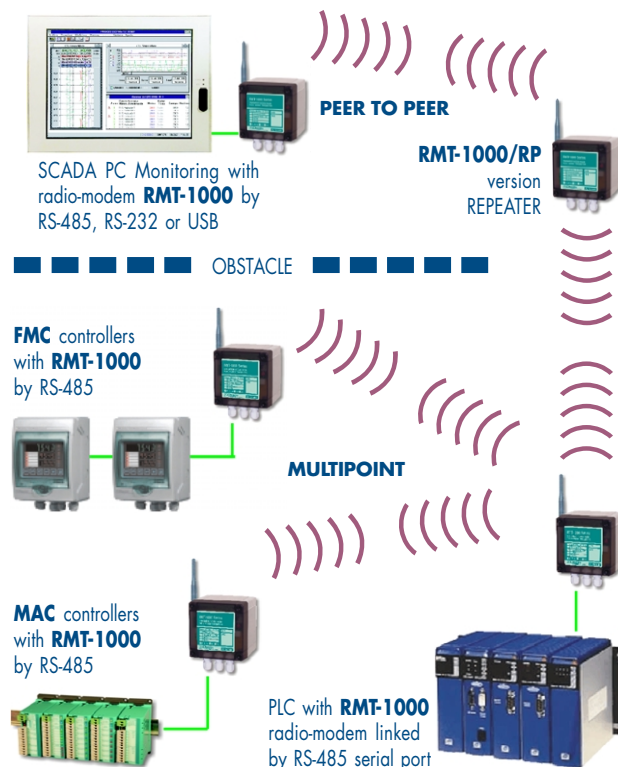 PEER TO PEER
SCADA PC Monitoring with
radio-modem RMT-1000 by
RS-485, RS-232 or USB
RMT-1000/RP
version
REPEATER
OBSTACLE
FMC controllers
with RMT-1000
by RS-485
MULTIPOINT
MAC controllers
with RMT-1000
by RS-485
PLC with RMT-1000
radio-modem linked
by RS-485 serial port